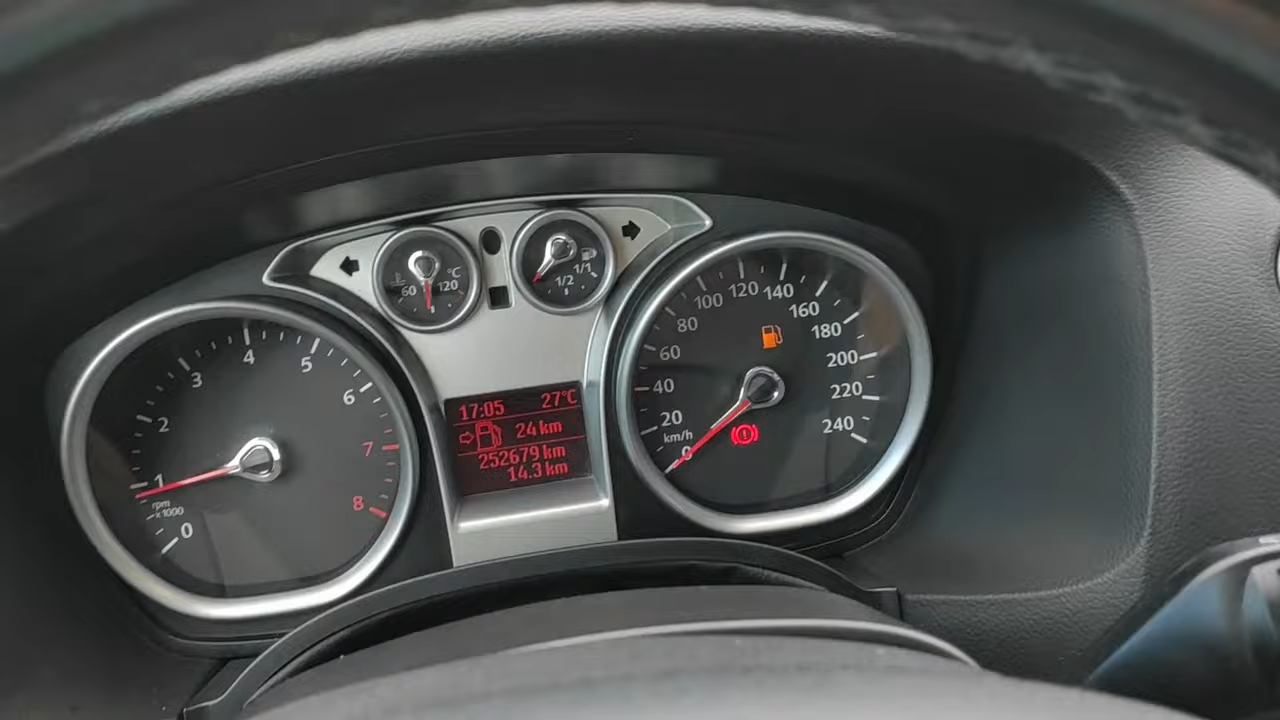 60 120 °C
1/2 1/1
0 1 2 3 4 5 6 7 8
rpm
x1000
17:05 27°C
24 km
252679 km
14.3 km
0 20 40 60 80 100 120 140 160 180 200 220 240
km/h
!